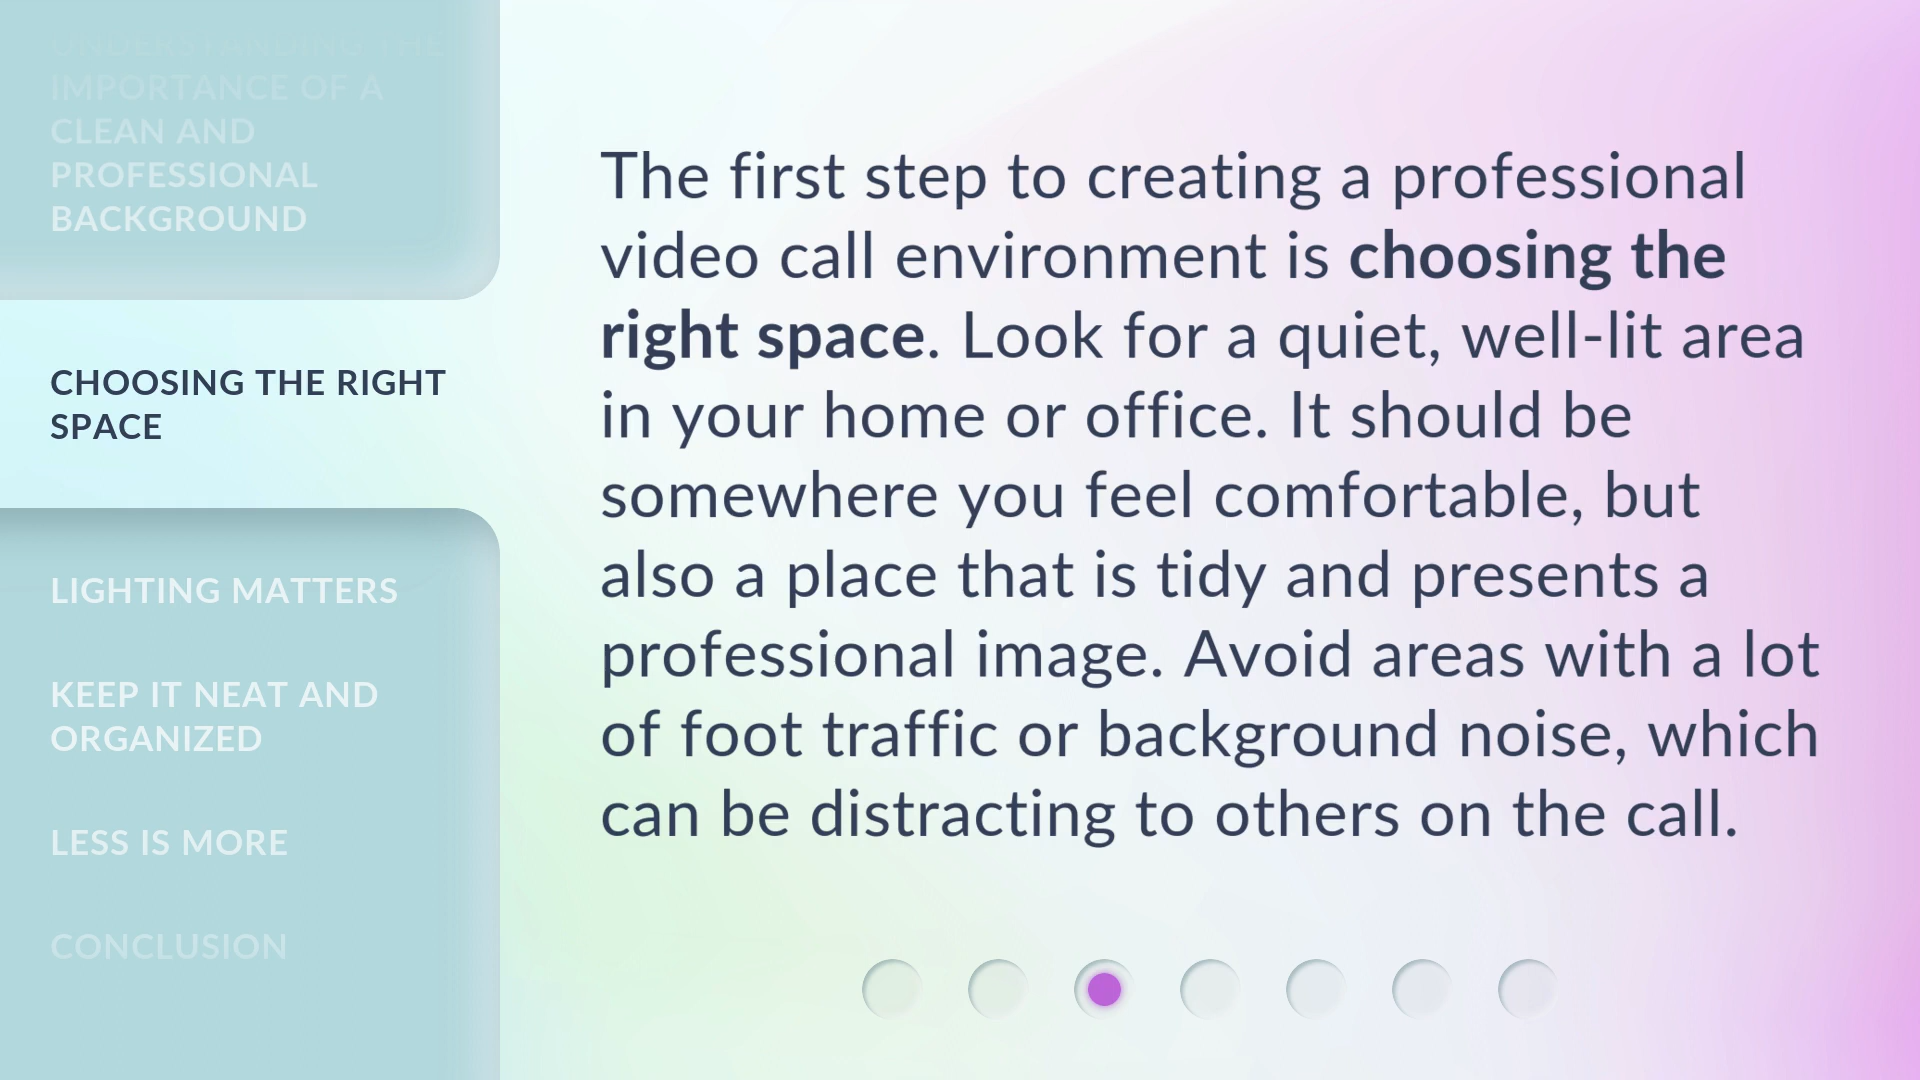 UNDERSTANDING THE
IMPORTANCE OF A
CLEAN AND
PROFESSIONAL
BACKGROUND
CHOOSING THE RIGHT
SPACE
LIGHTING MATTERS
KEEP IT NEAT AND
ORGANIZED
LESS IS MORE
CONCLUSION
The first step to creating a professional
video call environment is choosing the
right space. Look for a quiet, well-lit area
in your home or office. It should be
somewhere you feel comfortable, but
also a place that is tidy and presents a
professional image. Avoid areas with a lot
of foot traffic or background noise, which
can be distracting to others on the call.